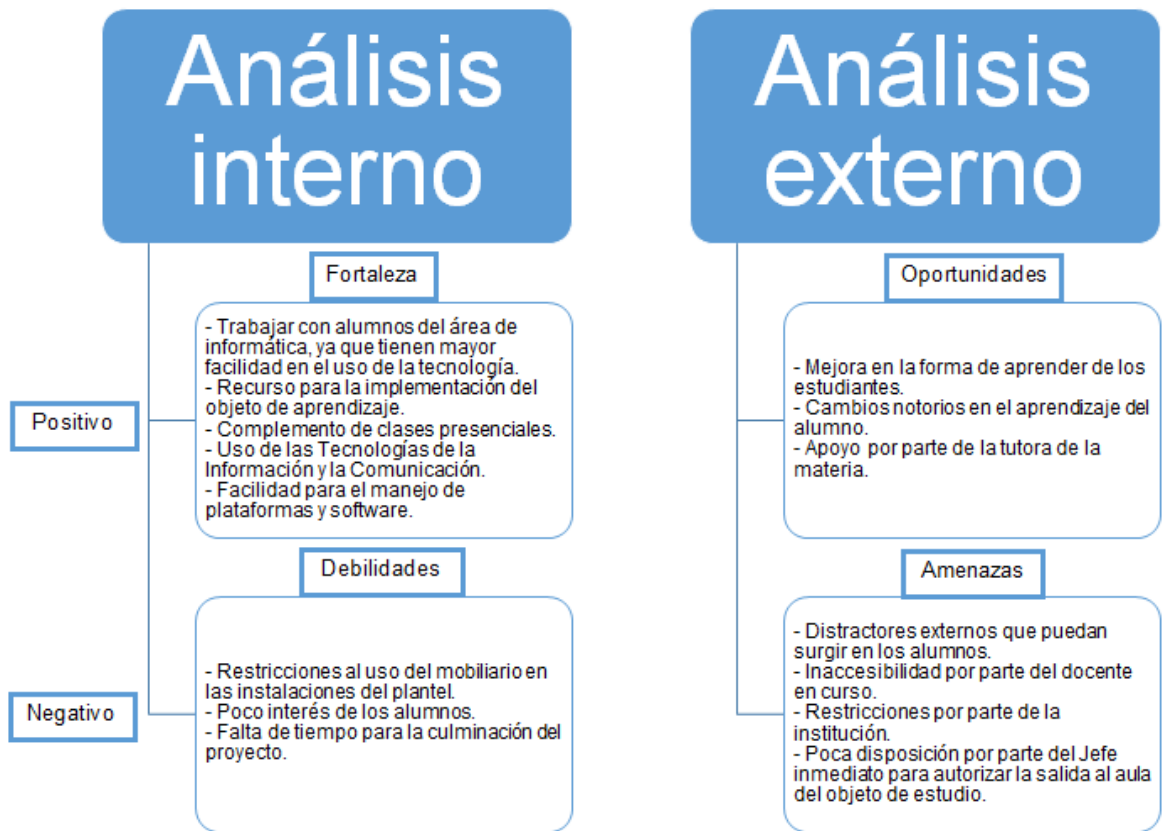 Análisis
interno
Análisis
externo
Positivo
Fortaleza
- Trabajar con alumnos del área de
informática, ya que tienen mayor
facilidad en el uso de la tecnología.
- Recurso para la implementación del
objeto de aprendizaje.
- Complemento de clases presenciales.
- Uso de las Tecnologías de la
Información y la Comunicación.
- Facilidad para el manejo de
plataformas y software.
Oportunidades
- Mejora en la forma de aprender de los
estudiantes.
- Cambios notorios en el aprendizaje del
alumno.
- Apoyo por parte de la tutora de la
materia.
Negativo
Debilidades
- Restricciones al uso del mobiliario en
las instalaciones del plantel.
- Poco interés de los alumnos.
- Falta de tiempo para la culminación del
proyecto.
Amenazas
- Distractores externos que puedan
surgir en los alumnos.
- Inaccesibilidad por parte del docente
en curso.
- Restricciones por parte de la
institución.
- Poca disposición por parte del Jefe
inmediato para autorizar la salida al aula
del objeto de estudio.